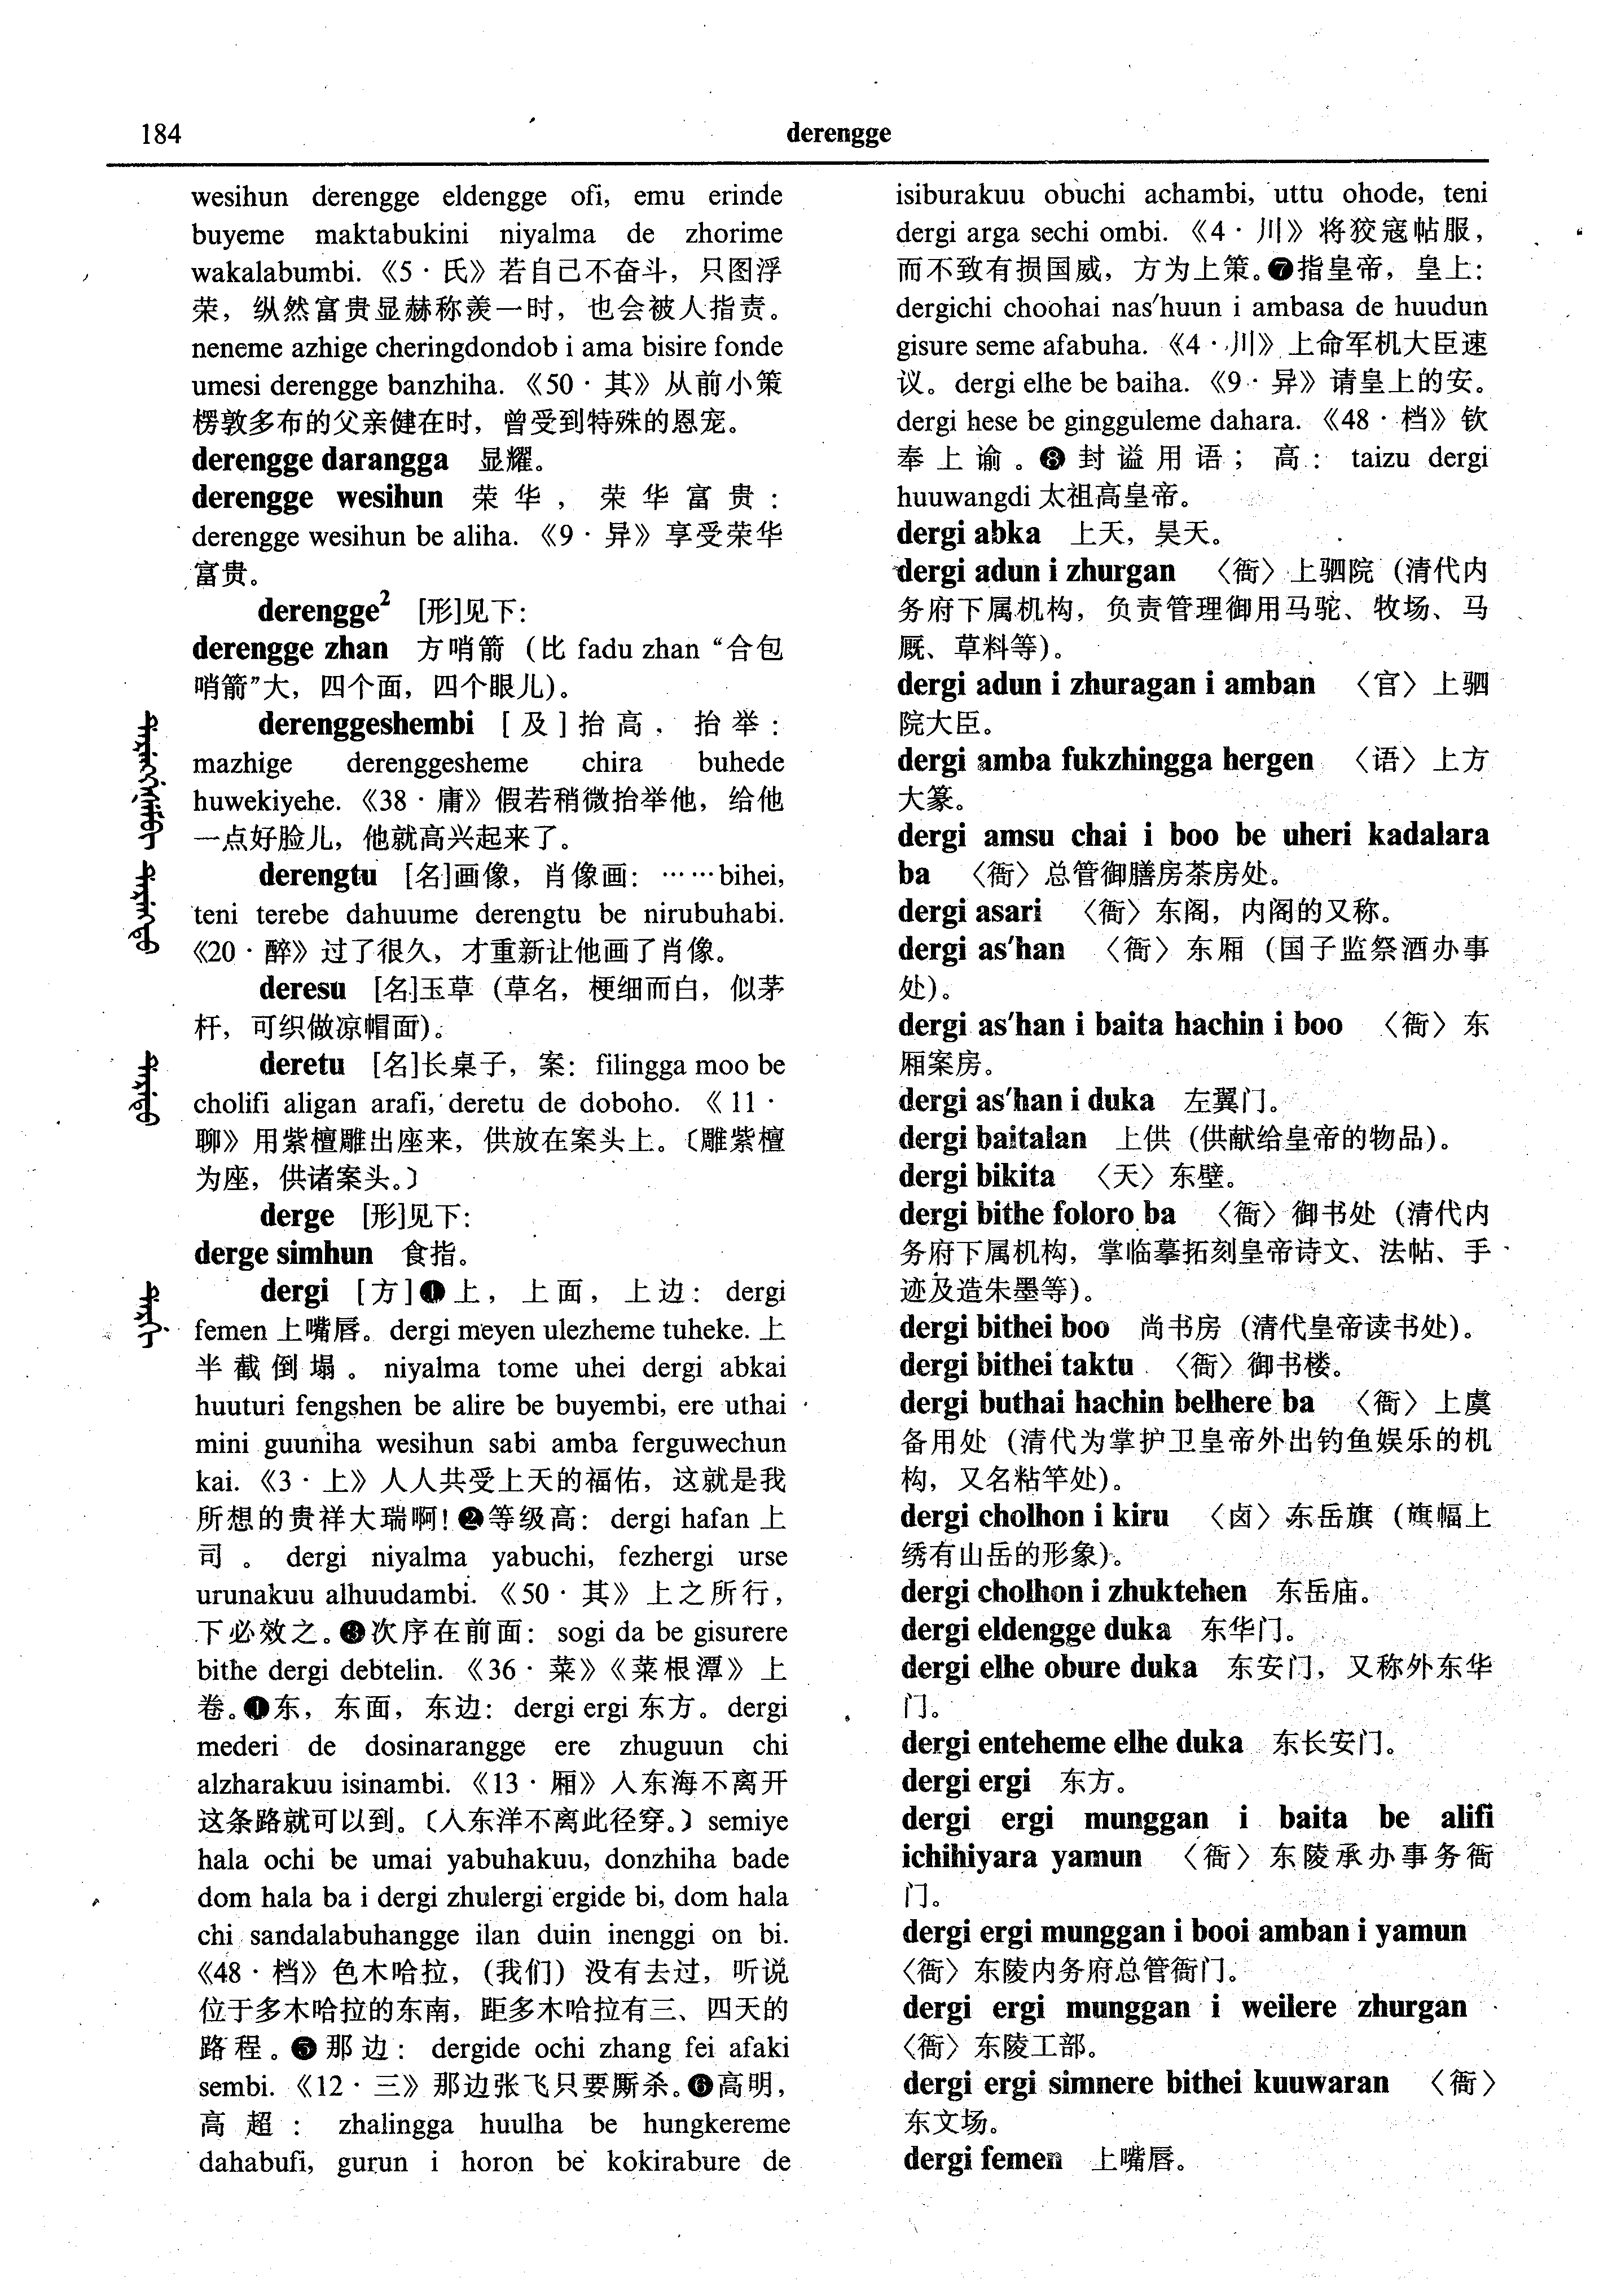 184
derengge
wesihun derengge eldengge ofi, emu erinde
buyeme maktabukini niyalma de zhorime
wakalabumbi.《5·氏》若自己不奋斗，只图浮
荣，纵然富贵显赫称羡一时，也会被人指责。
neneme azhige cheringdondob i ama bisire fonde
umesi derengge banzhiha.《50·其》从前小策
楞敦多布的父亲健在时，曾受到特殊的恩宠。
derengge darangga 显耀。
derengge wesihun 荣华，荣华富贵：
derengge wesihun be aliha.《9·异》享受荣华
富贵。
derengge² [形]见下：
derengge zhan 方哨箭（比 fadu zhan “合包
哨箭”大，四个面，四个眼儿）。
derenggeshembi [及]抬高，抬举：
mazhige derenggesheme chira buhede
huwekiyehe.《38·庸》假若稍微抬举他，给他
一点好脸儿，他就高兴起来了。
derengtu [名]画像，肖像画：……bihei,
teni terebe dahuume derengtu be nirubuhabi.
《20·醉》过了很久，才重新让他画了肖像。
deresu [名]玉草（草名，梗细而白，似茅
杆，可织做凉帽面）。
deretu [名]长桌子，案：filingga moo be
cholifi aligan arafi, deretu de doboho.《11·
聊》用紫檀雕出座来，供放在案头上。〔雕紫檀
为座，供诸案头。〕
derge [形]见下：
derge simhun 食指。
dergi [方]❶上，上面，上边：dergi
femen 上嘴唇。dergi meyen ulezheme tuheke. 上
半截倒塌。niyalma tome uhei dergi abkai
huuturi fengshen be alire be buyembi, ere uthai
mini guuniha wesihun sabi amba ferguwechun
kai.《3·上》人人共受上天的福佑，这就是我
所想的贵祥大瑞啊！❷等级高：dergi hafan 上
司。dergi niyalma yabuchi, fezhergi urse
urunakuu alhuudambi.《50·其》上之所行，
下必效之。❸次序在前面：sogi da be gisurere
bithe dergi debtelin.《36·菜》《菜根潭》上
卷。❶东，东面，东边：dergi ergi 东方。dergi
mederi de dosinarangge ere zhuguun chi
alzharakuu isinambi.《13·厢》人东海不离开
这条路就可以到。〔人东洋不离此径穿。〕semiye
hala ochi be umai yabuhakuu, donzhiha bade
dom hala ba i dergi zhulergi ergide bi, dom hala
chi sandalabuhangge ilan duin inenggi on bi.
《48·档》色木哈拉，（我们）没有去过，听说
位于多木哈拉的东南，距多木哈拉有三、四天的
路程。❺那边：dergide ochi zhang fei afaki
sembi.《12·三》那边张飞只要厮杀。❻高明，
高超：zhalingga huulha be hungkereme
dahabufi, gurun i horon be kokirabure de
isiburakuu obuchi achambi, uttu ohode, teni
dergi arga sechi ombi.《4·川》将狡寇帖服，
而不致有损国威，方为上策。❼指皇帝，皇上：
dergichi choohai nas'huun i ambasa de huudun
gisure seme afabuha.《4·川》上命军机大臣速
议。dergi elhe be baiha.《9·异》请皇上的安。
dergi hese be gingguleme dahara.《48·档》钦
奉上谕。❽封谥用语；高：taizu dergi
huuwangdi 太祖高皇帝。
dergi abka 上天，昊天。
dergi adun i zhurgan 〈衙〉上驷院（清代内
务府下属机构，负责管理御用马驼、牧场、马
厩、草料等）。
dergi adun i zhuragan i amban 〈官〉上驷
院大臣。
dergi amba fukzhingga hergen 〈语〉上方
大篆。
dergi amsu chai i boo be uheri kadalara
ba 〈衙〉总管御膳房茶房处。
dergi asari 〈衙〉东阁，内阁的又称。
dergi as'han 〈衙〉东厢（国子监祭酒办事
处）。
dergi as'han i baita hachin i boo 〈衙〉东
厢案房。
dergi as'han i duka 左翼门。
dergi baitalan 上供（供献给皇帝的物品）。
dergi bikita 〈天〉东壁。
dergi bithe foloro ba 〈衙〉御书处（清代内
务府下属机构，掌临摹拓刻皇帝诗文、法帖、手
迹及造朱墨等）。
dergi bithei boo 尚书房（清代皇帝读书处）。
dergi bithei taktu 〈衙〉御书楼。
dergi buthai hachin belhere ba 〈衙〉上虞
备用处（清代为掌护卫皇帝外出钓鱼娱乐的机
构，又名粘竿处）。
dergi cholhon i kiru 〈卤〉东岳旗（旗幅上
绣有山岳的形象）。
dergi cholhon i zhuktehen 东岳庙。
dergi eldengge duka 东华门。
dergi elhe obure duka 东安门，又称外东华
门。
dergi enteheme elhe duka 东长安门。
dergi ergi 东方。
dergi ergi munggan i baita be alifi
ichihiyara yamun 〈衙〉东陵承办事务衙
门。
dergi ergi munggan i booi amban i yamun
〈衙〉东陵内务府总管衙门。
dergi ergi munggan i weilere zhurgan
〈衙〉东陵工部。
dergi ergi simnere bithei kuuwaran 〈衙〉
东文场。
dergi femen 上嘴唇。